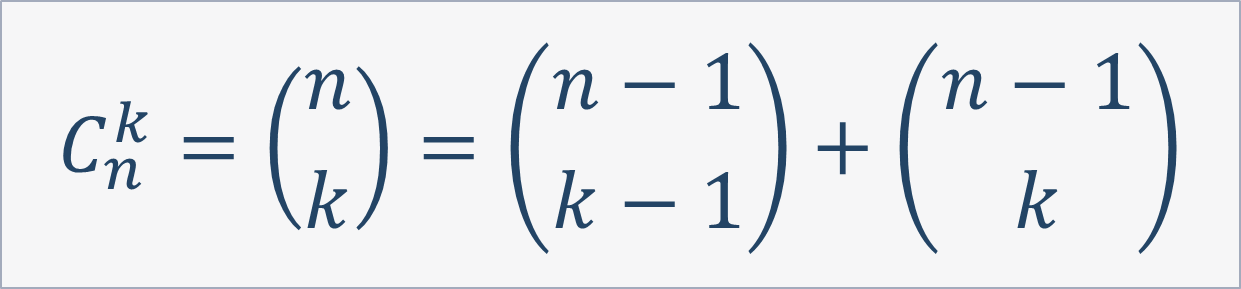 $C_n^k = \binom{n}{k} = \binom{n-1}{k-1} + \binom{n-1}{k}$